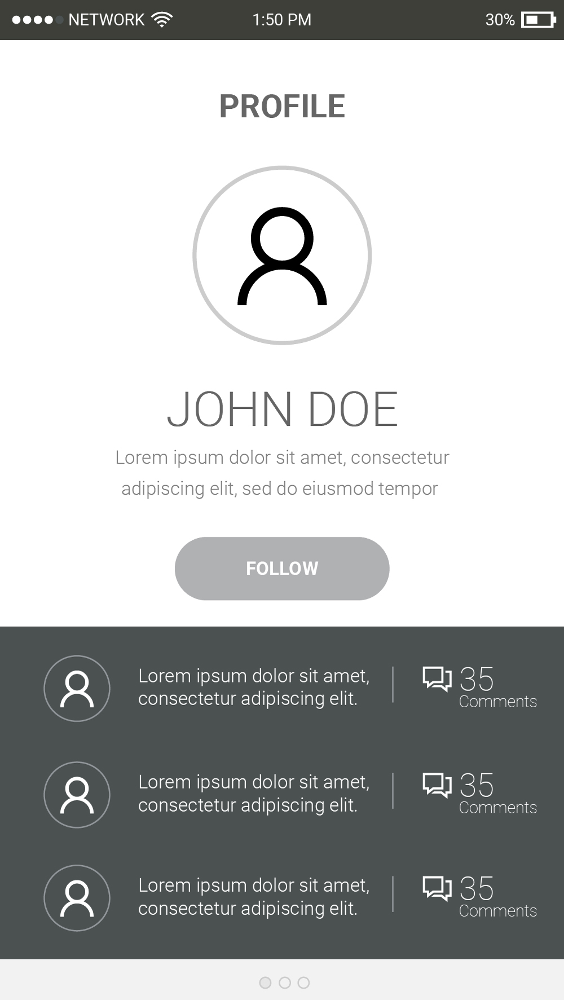 NETWORK 1:50 PM 30%
PROFILE
JOHN DOE
Lorem ipsum dolor sit amet, consectetur
adipiscing elit, sed do eiusmod tempor
FOLLOW
Lorem ipsum dolor sit amet,
consectetur adipiscing elit.
35
Comments
Lorem ipsum dolor sit amet,
consectetur adipiscing elit.
35
Comments
Lorem ipsum dolor sit amet,
consectetur adipiscing elit.
35
Comments